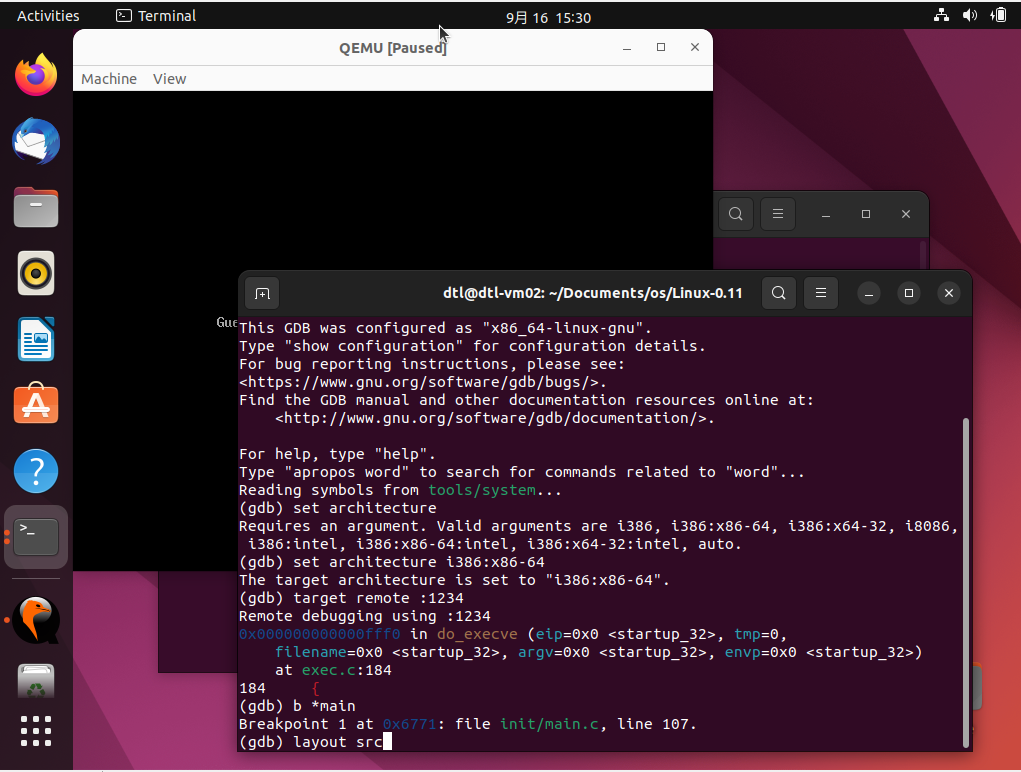 Activities
Terminal
9月 16 15:30
QEMU [Paused]
Machine View
Gue
dtl@dtl-vm02: ~/Documents/os/Linux-0.11
This GDB was configured as "x86_64-linux-gnu".
Type "show configuration" for configuration details.
For bug reporting instructions, please see:
<https://www.gnu.org/software/gdb/bugs/>.
Find the GDB manual and other documentation resources online at:
    <http://www.gnu.org/software/gdb/documentation/>.
For help, type "help".
Type "apropos word" to search for commands related to "word"...
Reading symbols from tools/system...
(gdb) set architecture
Requires an argument. Valid arguments are i386, i386:x86-64, i386:x64-32, i8086,
 i386:intel, i386:x86-64:intel, i386:x64-32:intel, auto.
(gdb) set architecture i386:x86-64
The target architecture is set to "i386:x86-64".
(gdb) target remote :1234
Remote debugging using :1234
0x000000000000fff0 in do_execve (eip=0x0 <startup_32>, tmp=0,
    filename=0x0 <startup_32>, argv=0x0 <startup_32>, envp=0x0 <startup_32>)
    at exec.c:184
184     {
(gdb) b *main
Breakpoint 1 at 0x6771: file init/main.c, line 107.
(gdb) layout src